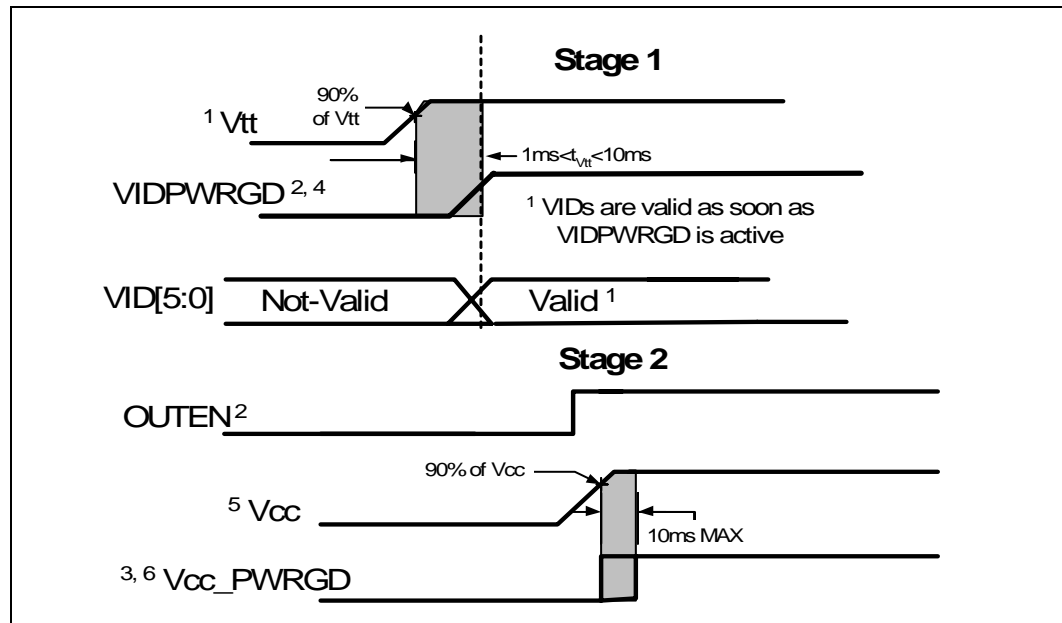 Stage 1
90%
of Vtt
1 Vtt
1ms<tVtt<10ms
VIDPWRGD 2, 4
1 VIDs are valid as soon as
VIDPWRGD is active
VID[5:0]
Not-Valid
Valid 1
Stage 2
OUTEN 2
90% of Vcc
5 Vcc
10ms MAX
3, 6 Vcc_PWRGD